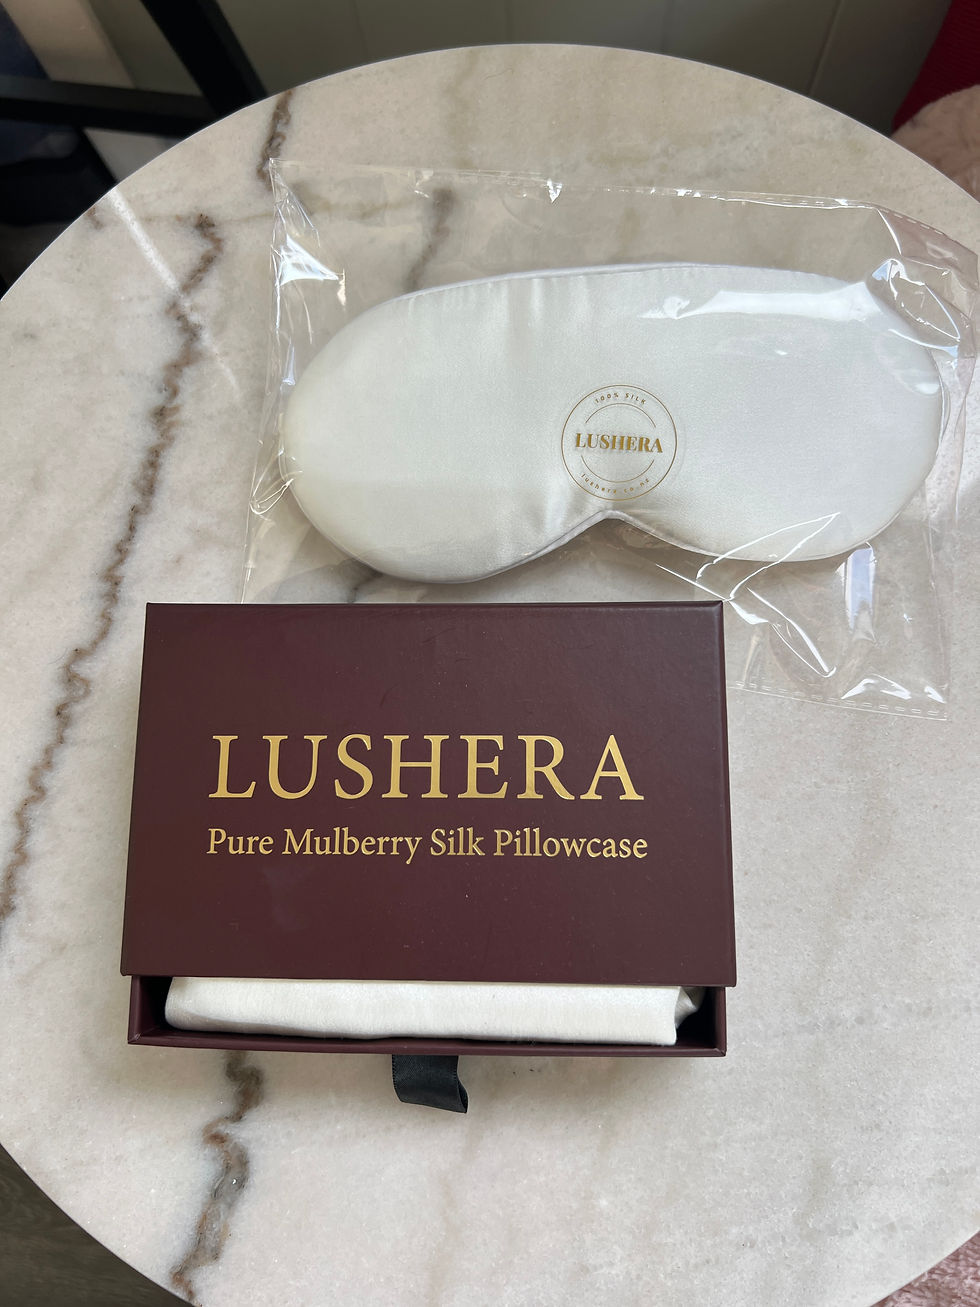 100% SILK
LUSHERA
lushera.co.nz
LUSHERA
Pure Mulberry Silk Pillowcase